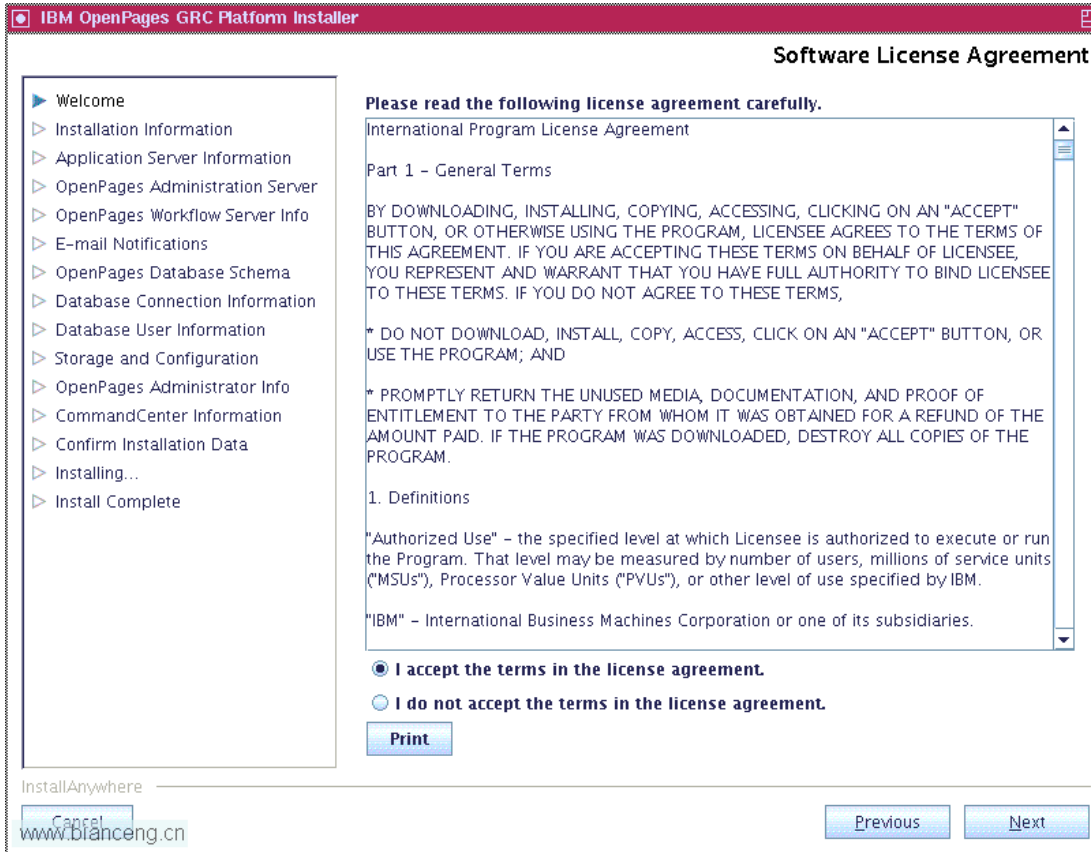 IBM OpenPages GRC Platform Installer
Software License Agreement
Welcome
Installation Information
Application Server Information
OpenPages Administration Server
OpenPages Workflow Server Info
E-mail Notifications
OpenPages Database Schema
Database Connection Information
Database User Information
Storage and Configuration
OpenPages Administrator Info
CommandCenter Information
Confirm Installation Data
Installing...
Install Complete
Please read the following license agreement carefully.
International Program License Agreement
Part 1 – General Terms
BY DOWNLOADING, INSTALLING, COPYING, ACCESSING, CLICKING ON AN "ACCEPT"
BUTTON, OR OTHERWISE USING THE PROGRAM, LICENSEE AGREES TO THE TERMS OF
THIS AGREEMENT. IF YOU ARE ACCEPTING THESE TERMS ON BEHALF OF LICENSEE,
YOU REPRESENT AND WARRANT THAT YOU HAVE FULL AUTHORITY TO BIND LICENSEE
TO THESE TERMS. IF YOU DO NOT AGREE TO THESE TERMS,
* DO NOT DOWNLOAD, INSTALL, COPY, ACCESS, CLICK ON AN "ACCEPT" BUTTON, OR
USE THE PROGRAM; AND
* PROMPTLY RETURN THE UNUSED MEDIA, DOCUMENTATION, AND PROOF OF
ENTITLEMENT TO THE PARTY FROM WHOM IT WAS OBTAINED FOR A REFUND OF THE
AMOUNT PAID. IF THE PROGRAM WAS DOWNLOADED, DESTROY ALL COPIES OF THE
PROGRAM.
1. Definitions
"Authorized Use" – the specified level at which Licensee is authorized to execute or run
the Program. That level may be measured by number of users, millions of service units
("MSUs"), Processor Value Units ("PVUs"), or other level of use specified by IBM.
"IBM" – International Business Machines Corporation or one of its subsidiaries.
I accept the terms in the license agreement.
I do not accept the terms in the license agreement.
Print
InstallAnywhere
Cancel
www.bianceng.cn
Previous
Next